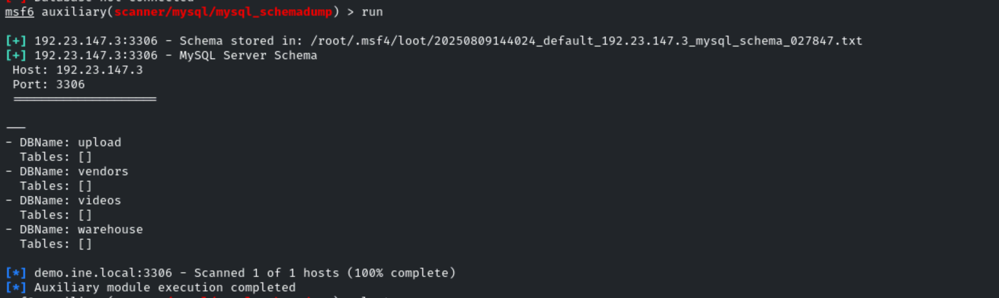 Database not connected
msf6 auxiliary(scanner/mysql/mysql_schemadump) > run
[+] 192.23.147.3:3306 - Schema stored in: /root/.msf4/loot/20250809144024_default_192.23.147.3_mysql_schema_027847.txt
[+] 192.23.147.3:3306 - MySQL Server Schema
Host: 192.23.147.3
Port: 3306
====================
---
- DBName: upload
Tables: []
- DBName: vendors
Tables: []
- DBName: videos
Tables: []
- DBName: warehouse
Tables: []
[*] demo.ine.local:3306 - Scanned 1 of 1 hosts (100% complete)
[*] Auxiliary module execution completed